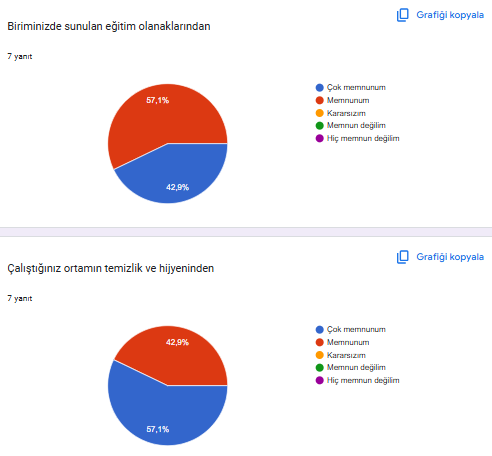 Grafiği kopyala
Biriminizde sunulan eğitim olanaklarından
7 yanıt
57,1%
42,9%
Çok memnunum
Memnunum
Kararsızım
Memnun değilim
Hiç memnun değilim
Grafiği kopyala
Çalıştığınız ortamın temizlik ve hijyeninden
7 yanıt
42,9%
57,1%
Çok memnunum
Memnunum
Kararsızım
Memnun değilim
Hiç memnun değilim